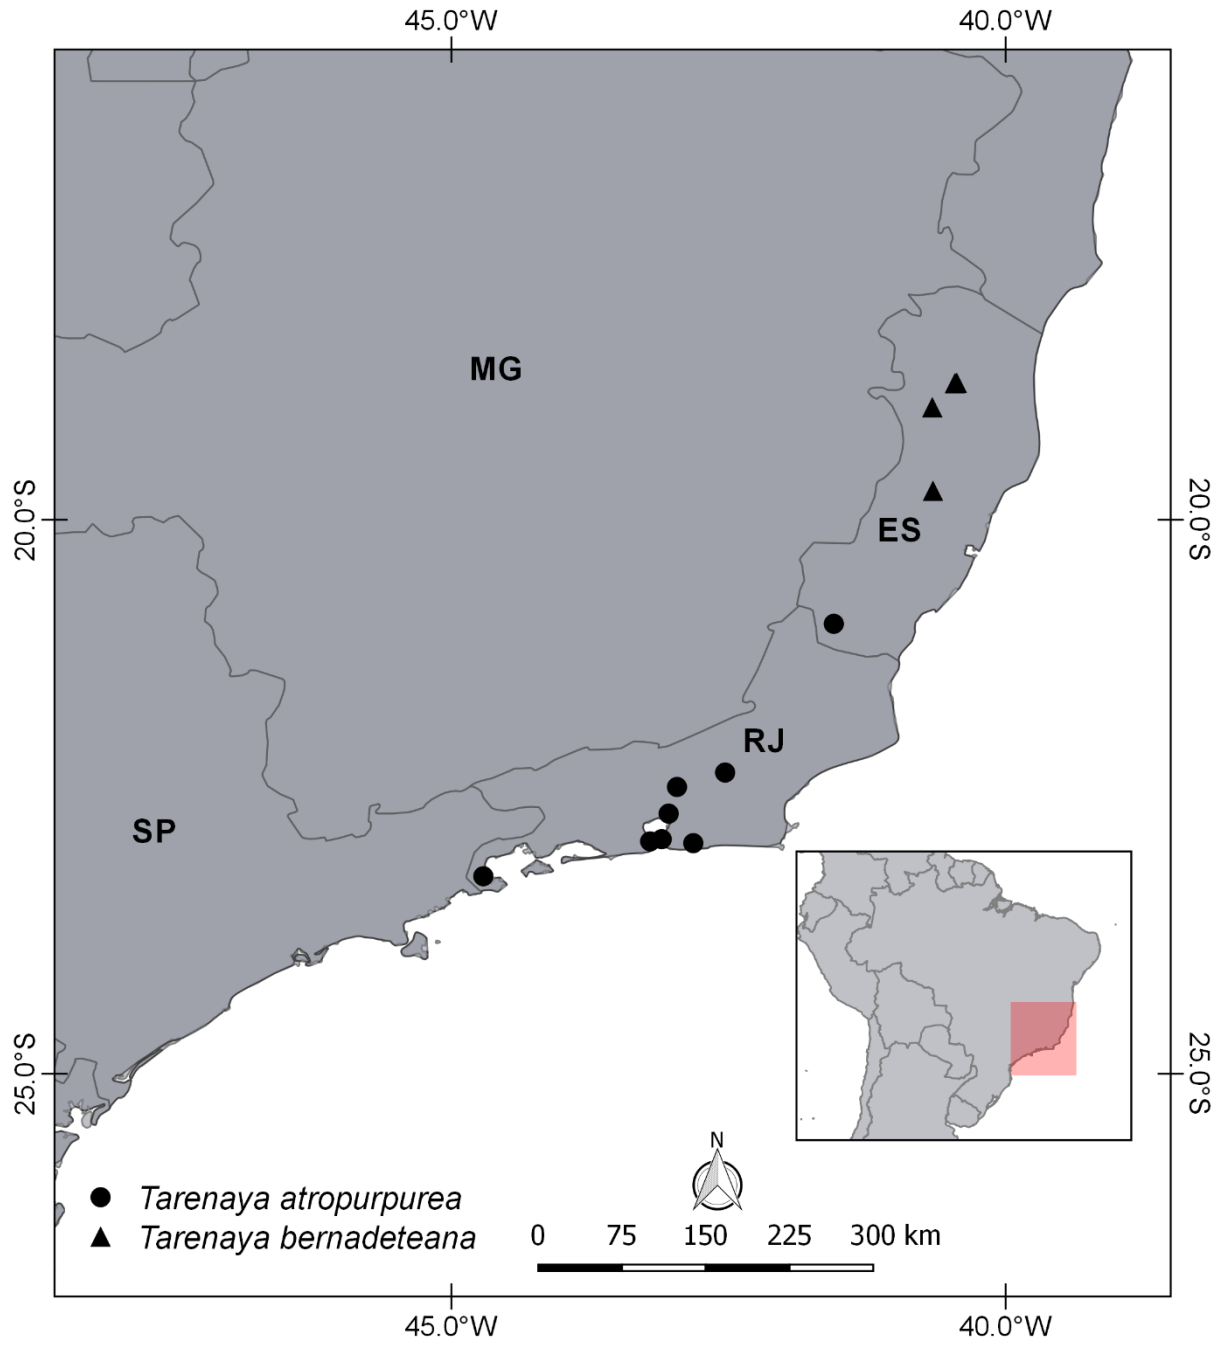 45.0°W 40.0°W
MG
20.0°S 20.0°S
ES
RJ
SP
25.0°S 25.0°S
N
Tarenaya atropurpurea
Tarenaya bernadeteana
0 75 150 225 300 km
45.0°W 40.0°W